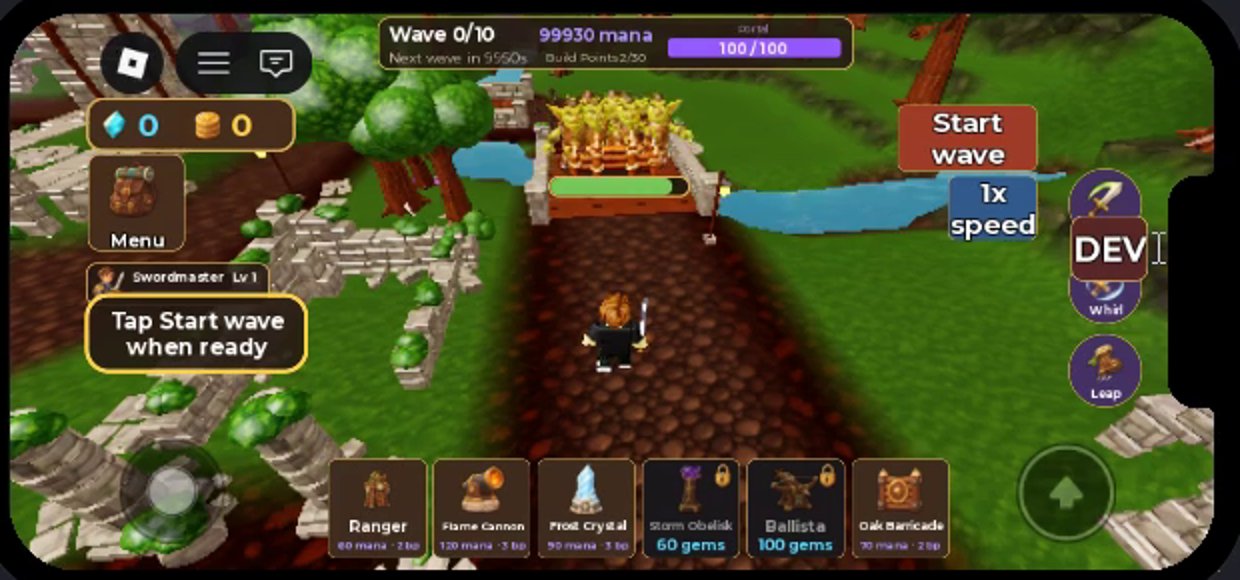 Wave 0/10
99930 mana
Portal
100/100
Next wave in 9950s
Build Points 2/30
0
0
Start
wave
1x
speed
Menu
DEV
Swordmaster Lv 1
Whirl
Tap Start wave
when ready
Leap
Ranger
60 mana · 2 bp
Flame Cannon
120 mana · 3 bp
Frost Crystal
90 mana · 3 bp
Storm Obelisk
60 gems
Ballista
100 gems
Oak Barricade
70 mana · 2 bp